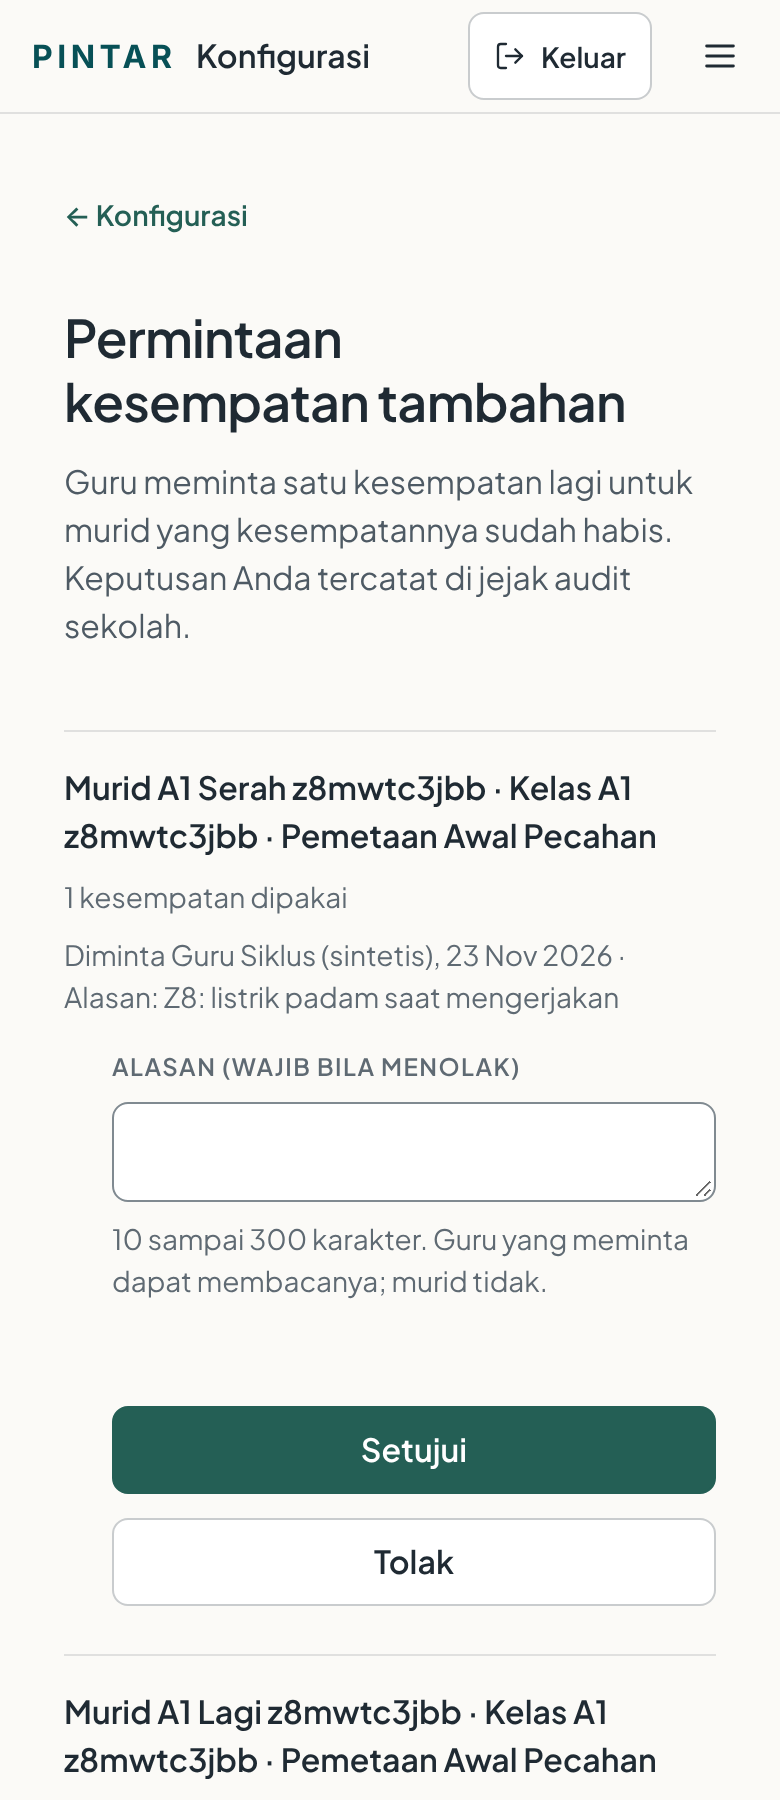 PINTAR Konfigurasi
Keluar
← Konfigurasi
Permintaan
kesempatan tambahan
Guru meminta satu kesempatan lagi untuk
murid yang kesempatannya sudah habis.
Keputusan Anda tercatat di jejak audit
sekolah.
Murid A1 Serah z8mwtc3jbb · Kelas A1
z8mwtc3jbb · Pemetaan Awal Pecahan
1 kesempatan dipakai
Diminta Guru Siklus (sintetis), 23 Nov 2026 ·
Alasan: Z8: listrik padam saat mengerjakan
ALASAN (WAJIB BILA MENOLAK)
10 sampai 300 karakter. Guru yang meminta
dapat membacanya; murid tidak.
Setujui
Tolak
Murid A1 Lagi z8mwtc3jbb · Kelas A1
z8mwtc3jbb · Pemetaan Awal Pecahan